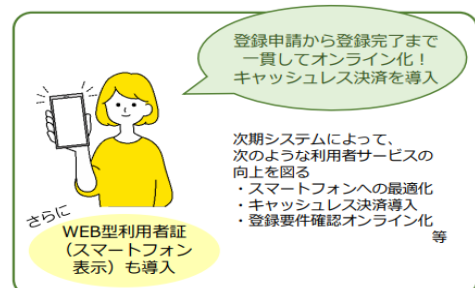 登録申請から登録完了まで
一貫してオンライン化！
キャッシュレス決済を導入
次期システムによって、
次のような利用者サービスの
向上を図る
・スマートフォンへの最適化
・キャッシュレス決済導入
・登録要件確認オンライン化
等
さらに
WEB型利用者証
（スマートフォン
表示）も導入